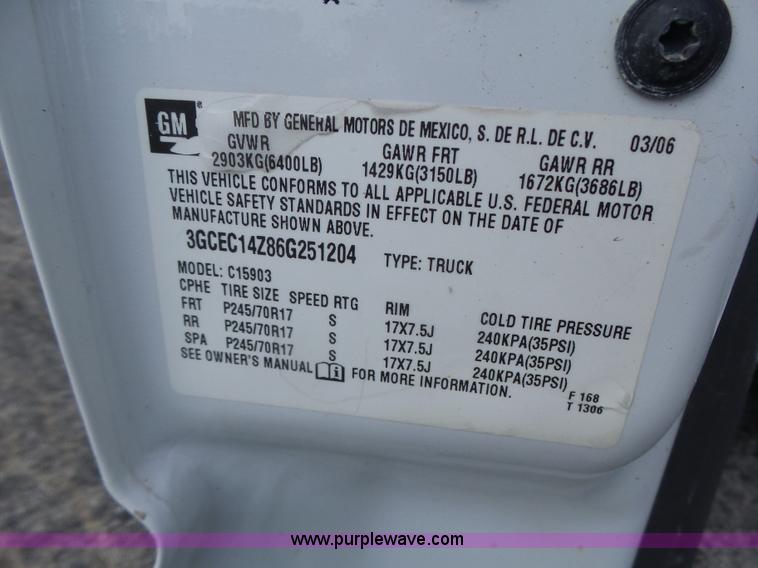 GM
MFD BY GENERAL MOTORS DE MEXICO, S. DE R.L. DE C.V. 03/06
GVWR GAWR FRT GAWR RR
2903KG(6400LB) 1429KG(3150LB) 1672KG(3686LB)
THIS VEHICLE CONFORMS TO ALL APPLICABLE U.S. FEDERAL MOTOR
VEHICLE SAFETY STANDARDS IN EFFECT ON THE DATE OF
MANUFACTURE SHOWN ABOVE.
3GCEC14Z86G251204 TYPE: TRUCK
MODEL: C15903
CPHE TIRE SIZE SPEED RTG RIM COLD TIRE PRESSURE
FRT P245/70R17 S 17X7.5J 240KPA(35PSI)
RR P245/70R17 S 17X7.5J 240KPA(35PSI)
SPA P245/70R17 S 17X7.5J 240KPA(35PSI)
SEE OWNER'S MANUAL FOR MORE INFORMATION.
F 168
T 1306
www.purplewave.com